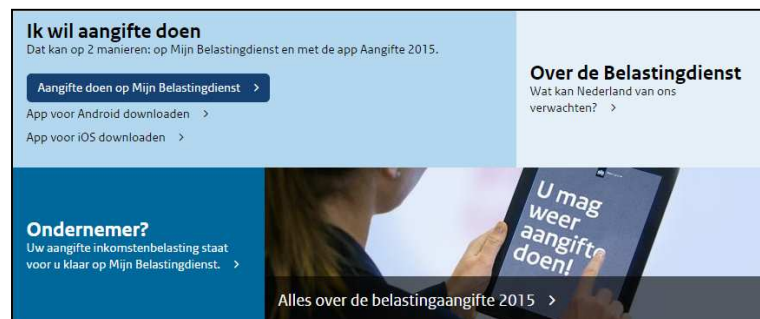 Ik wil aangifte doen
Dat kan op 2 manieren: op Mijn Belastingdienst en met de app Aangifte 2015.
Aangifte doen op Mijn Belastingdienst >
App voor Android downloaden >
App voor iOS downloaden >
Over de Belastingdienst
Wat kan Nederland van ons
verwachten? >
Ondernemer?
Uw aangifte inkomstenbelasting staat
voor u klaar op Mijn Belastingdienst. >
U mag
weer
aangifte
doen!
Alles over de belastingaangifte 2015 >